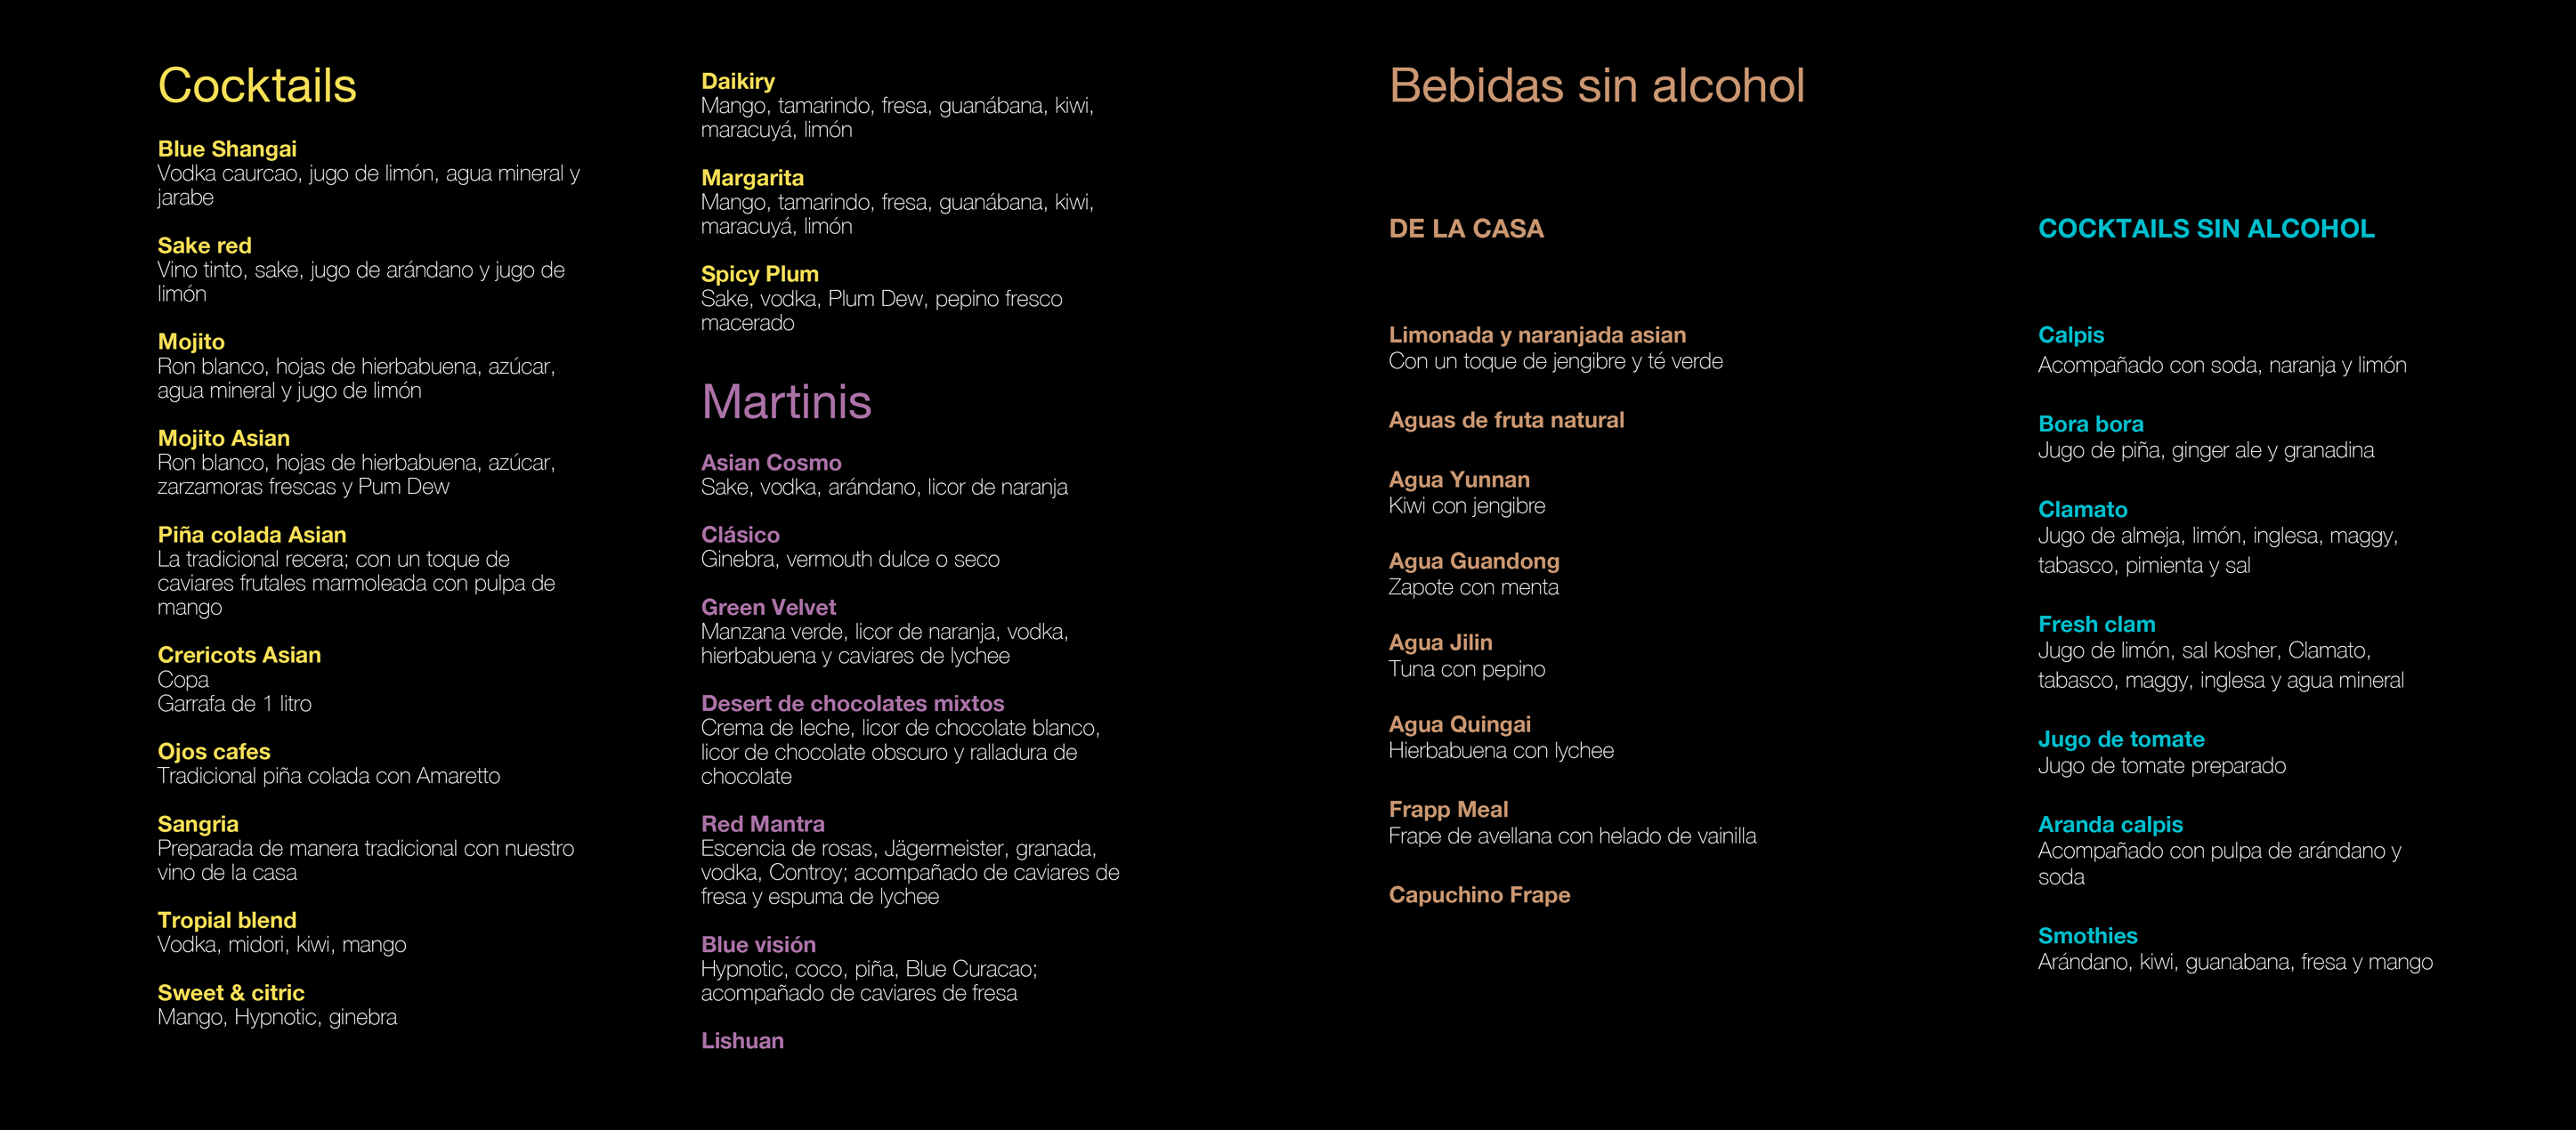 Cocktails
Blue Shangai
Vodka caurcao, jugo de limón, agua mineral y
jarabe
Sake red
Vino tinto, sake, jugo de arándano y jugo de
limón
Mojito
Ron blanco, hojas de hierbabuena, azúcar,
agua mineral y jugo de limón
Mojito Asian
Ron blanco, hojas de hierbabuena, azúcar,
zarzamoras frescas y Pum Dew
Piña colada Asian
La tradicional recera; con un toque de
caviares frutales marmoleada con pulpa de
mango
Crericots Asian
Copa
Garrafa de 1 litro
Ojos cafes
Tradicional piña colada con Amaretto
Sangria
Preparada de manera tradicional con nuestro
vino de la casa
Tropial blend
Vodka, midori, kiwi, mango
Sweet & citric
Mango, Hypnotic, ginebra
Daikiry
Mango, tamarindo, fresa, guanábana, kiwi,
maracuyá, limón
Margarita
Mango, tamarindo, fresa, guanábana, kiwi,
maracuyá, limón
Spicy Plum
Sake, vodka, Plum Dew, pepino fresco
macerado
Martinis
Asian Cosmo
Sake, vodka, arándano, licor de naranja
Clásico
Ginebra, vermouth dulce o seco
Green Velvet
Manzana verde, licor de naranja, vodka,
hierbabuena y caviares de lychee
Desert de chocolates mixtos
Crema de leche, licor de chocolate blanco,
licor de chocolate obscuro y ralladura de
chocolate
Red Mantra
Escencia de rosas, Jägermeister, granada,
vodka, Controy; acompañado de caviares de
fresa y espuma de lychee
Blue visión
Hypnotic, coco, piña, Blue Curacao;
acompañado de caviares de fresa
Lishuan
Bebidas sin alcohol
DE LA CASA
Limonada y naranjada asian
Con un toque de jengibre y té verde
Aguas de fruta natural
Agua Yunnan
Kiwi con jengibre
Agua Guandong
Zapote con menta
Agua Jilin
Tuna con pepino
Agua Quingai
Hierbabuena con lychee
Frapp Meal
Frape de avellana con helado de vainilla
Capuchino Frape
COCKTAILS SIN ALCOHOL
Calpis
Acompañado con soda, naranja y limón
Bora bora
Jugo de piña, ginger ale y granadina
Clamato
Jugo de almeja, limón, inglesa, maggy,
tabasco, pimienta y sal
Fresh clam
Jugo de limón, sal kosher, Clamato,
tabasco, maggy, inglesa y agua mineral
Jugo de tomate
Jugo de tomate preparado
Aranda calpis
Acompañado con pulpa de arándano y
soda
Smothies
Arándano, kiwi, guanabana, fresa y mango